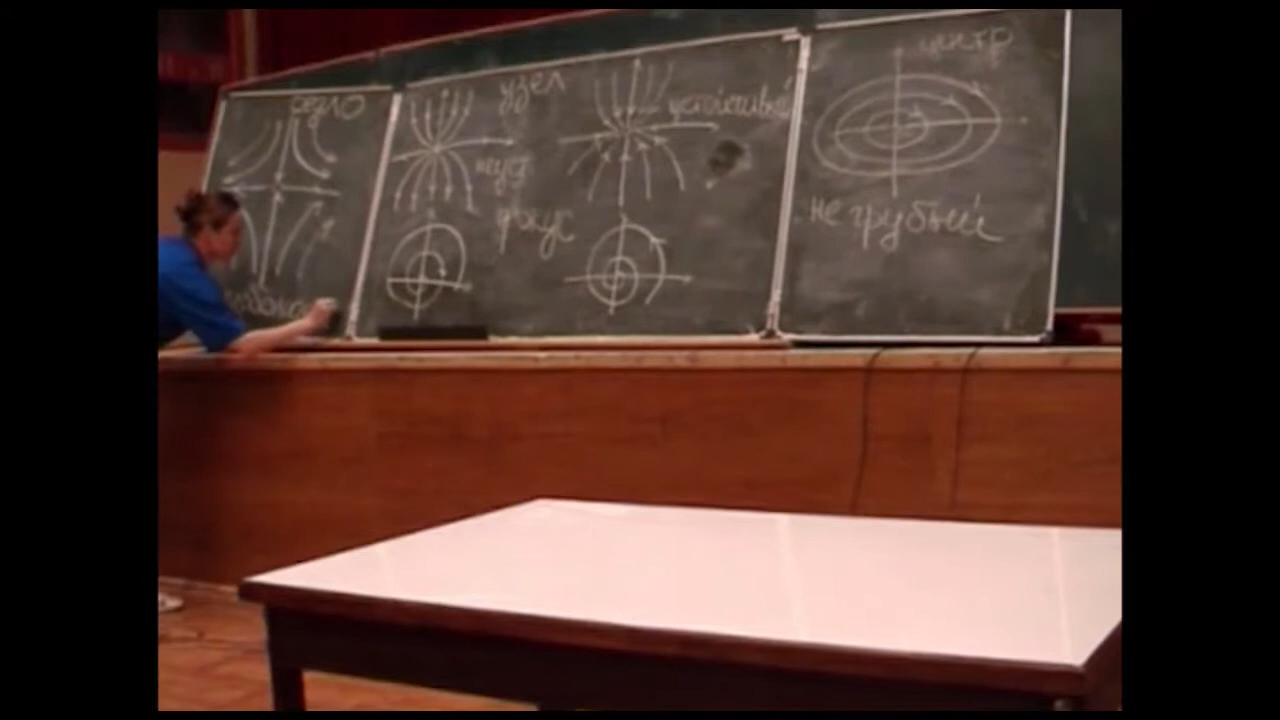 седло
узел
устойчивый
неуст
фокус
центр
не грубый